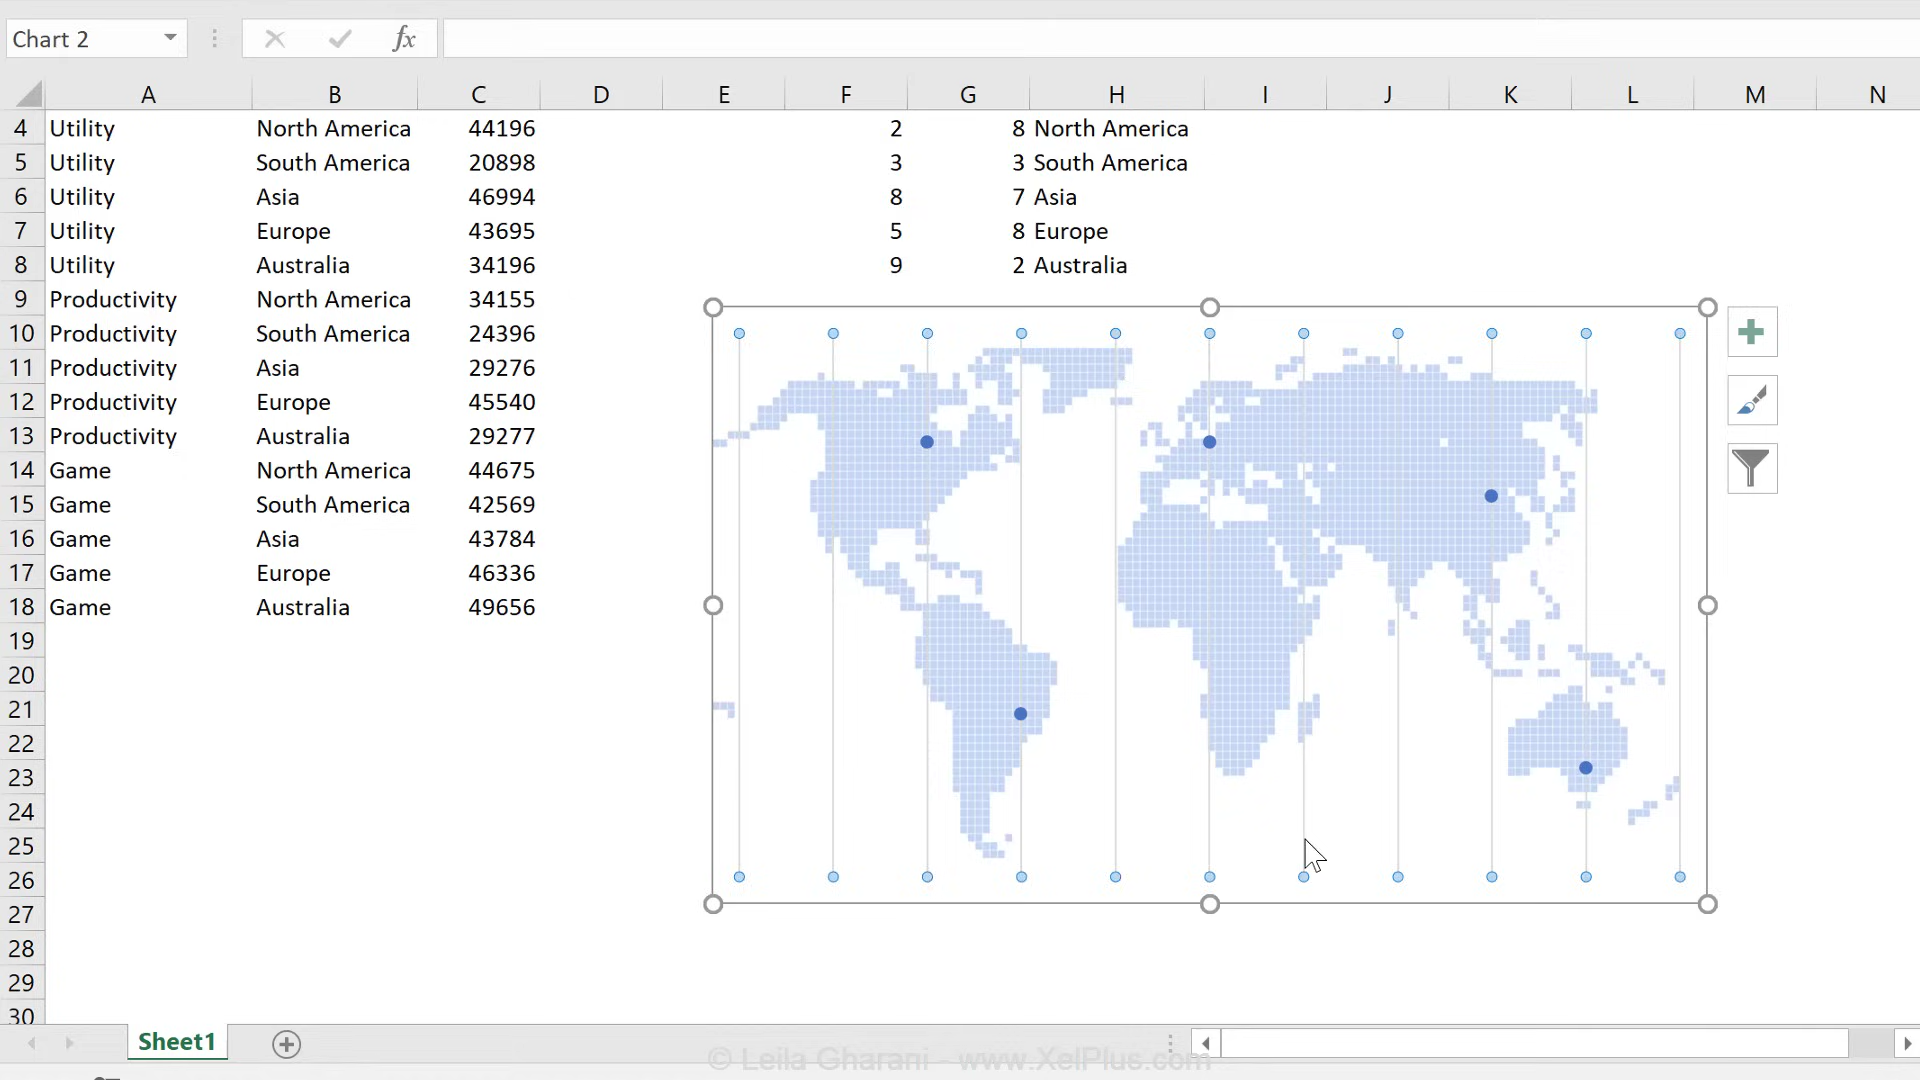 Chart 2 fx
A B C D E F G H I J K L M N
4 Utility North America 44196 2 8 North America
5 Utility South America 20898 3 3 South America
6 Utility Asia 46994 8 7 Asia
7 Utility Europe 43695 5 8 Europe
8 Utility Australia 34196 9 2 Australia
9 Productivity North America 34155
10 Productivity South America 24396
11 Productivity Asia 29276
12 Productivity Europe 45540
13 Productivity Australia 29277
14 Game North America 44675
15 Game South America 42569
16 Game Asia 43784
17 Game Europe 46336
18 Game Australia 49656
19
20
21
22
23
24
25
26
27
28
29
30
Sheet1
© Leila Gharani - www.XelPlus.com